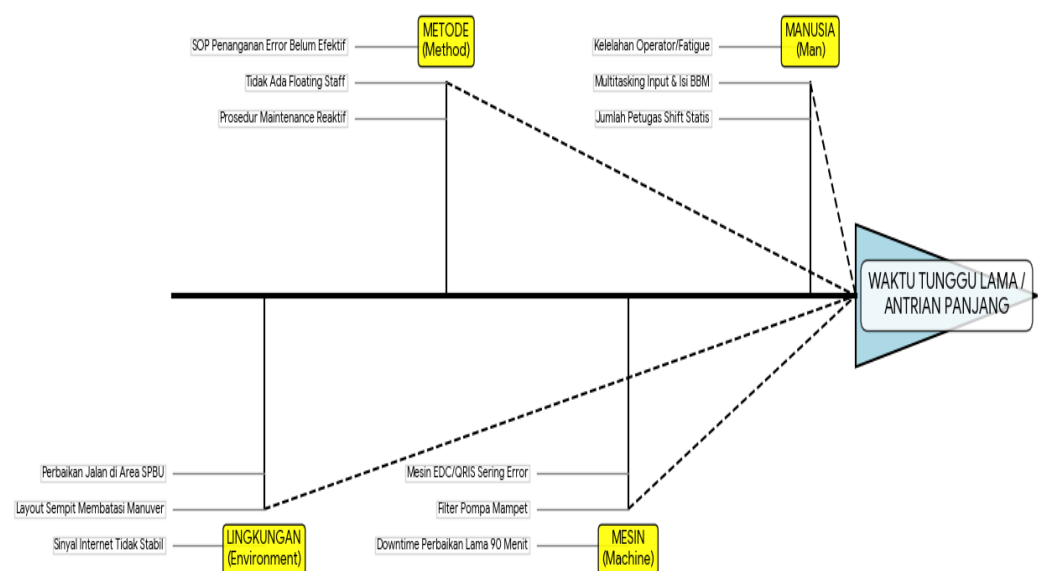 METODE
(Method)
SOP Penanganan Error Belum Efektif
Tidak Ada Floating Staff
Prosedur Maintenance Reaktif
MANUSIA
(Man)
Kelelahan Operator/Fatigue
Multitasking Input & Isi BBM
Jumlah Petugas Shift Statis
WAKTU TUNGGU LAMA /
ANTRIAN PANJANG
Perbaikan Jalan di Area SPBU
Layout Sempit Membatasi Manuver
Sinyal Internet Tidak Stabil
LINGKUNGAN
(Environment)
Mesin EDC/QRIS Sering Error
Filter Pompa Mampet
Downtime Perbaikan Lama 90 Menit
MESIN
(Machine)